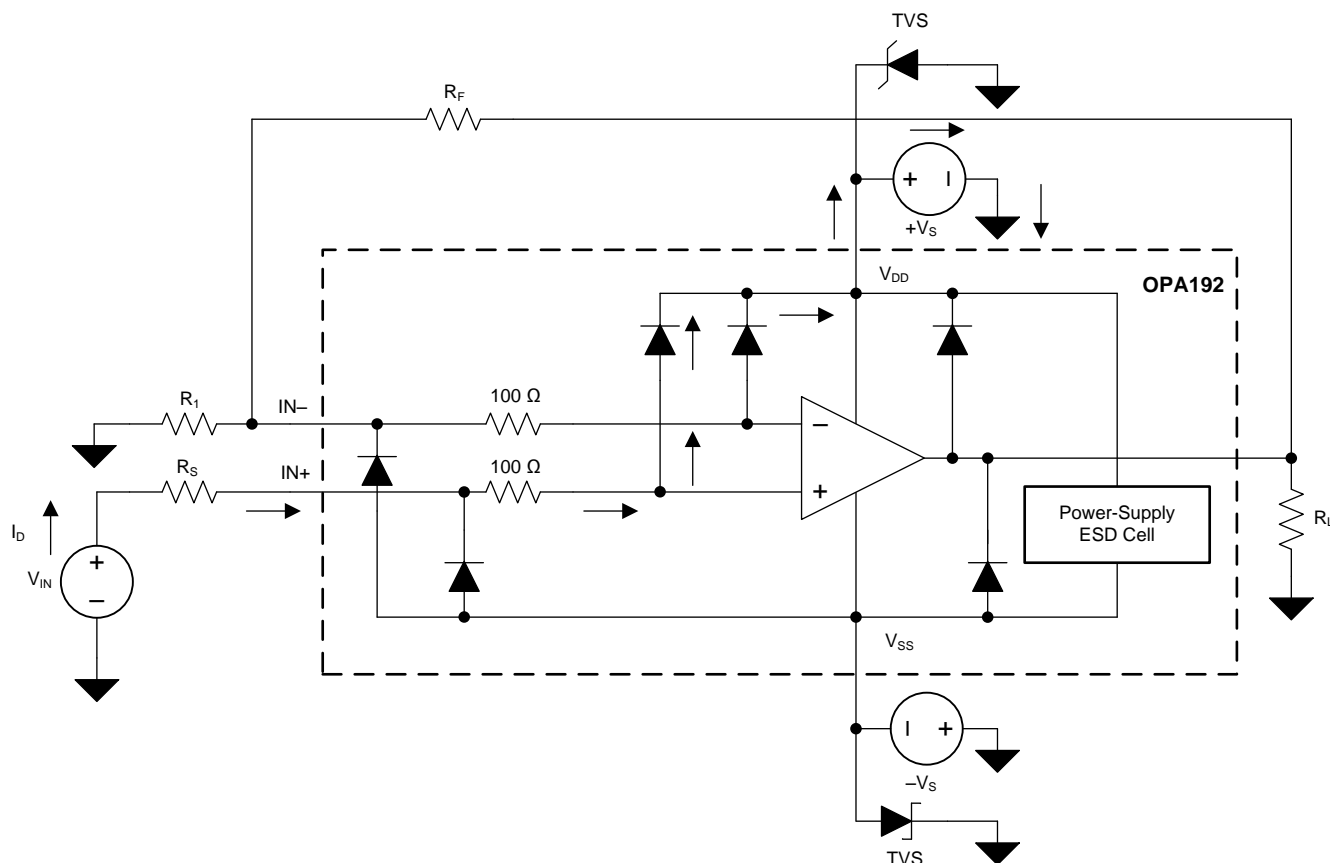 TVS
R_F
+ −
+V_S
V_DD
OPA192
R_1
IN–
100 Ω
−
R_S
IN+
100 Ω
+
I_D
+
V_IN
−
Power-Supply
ESD Cell
R_L
V_SS
− +
–V_S
TVS